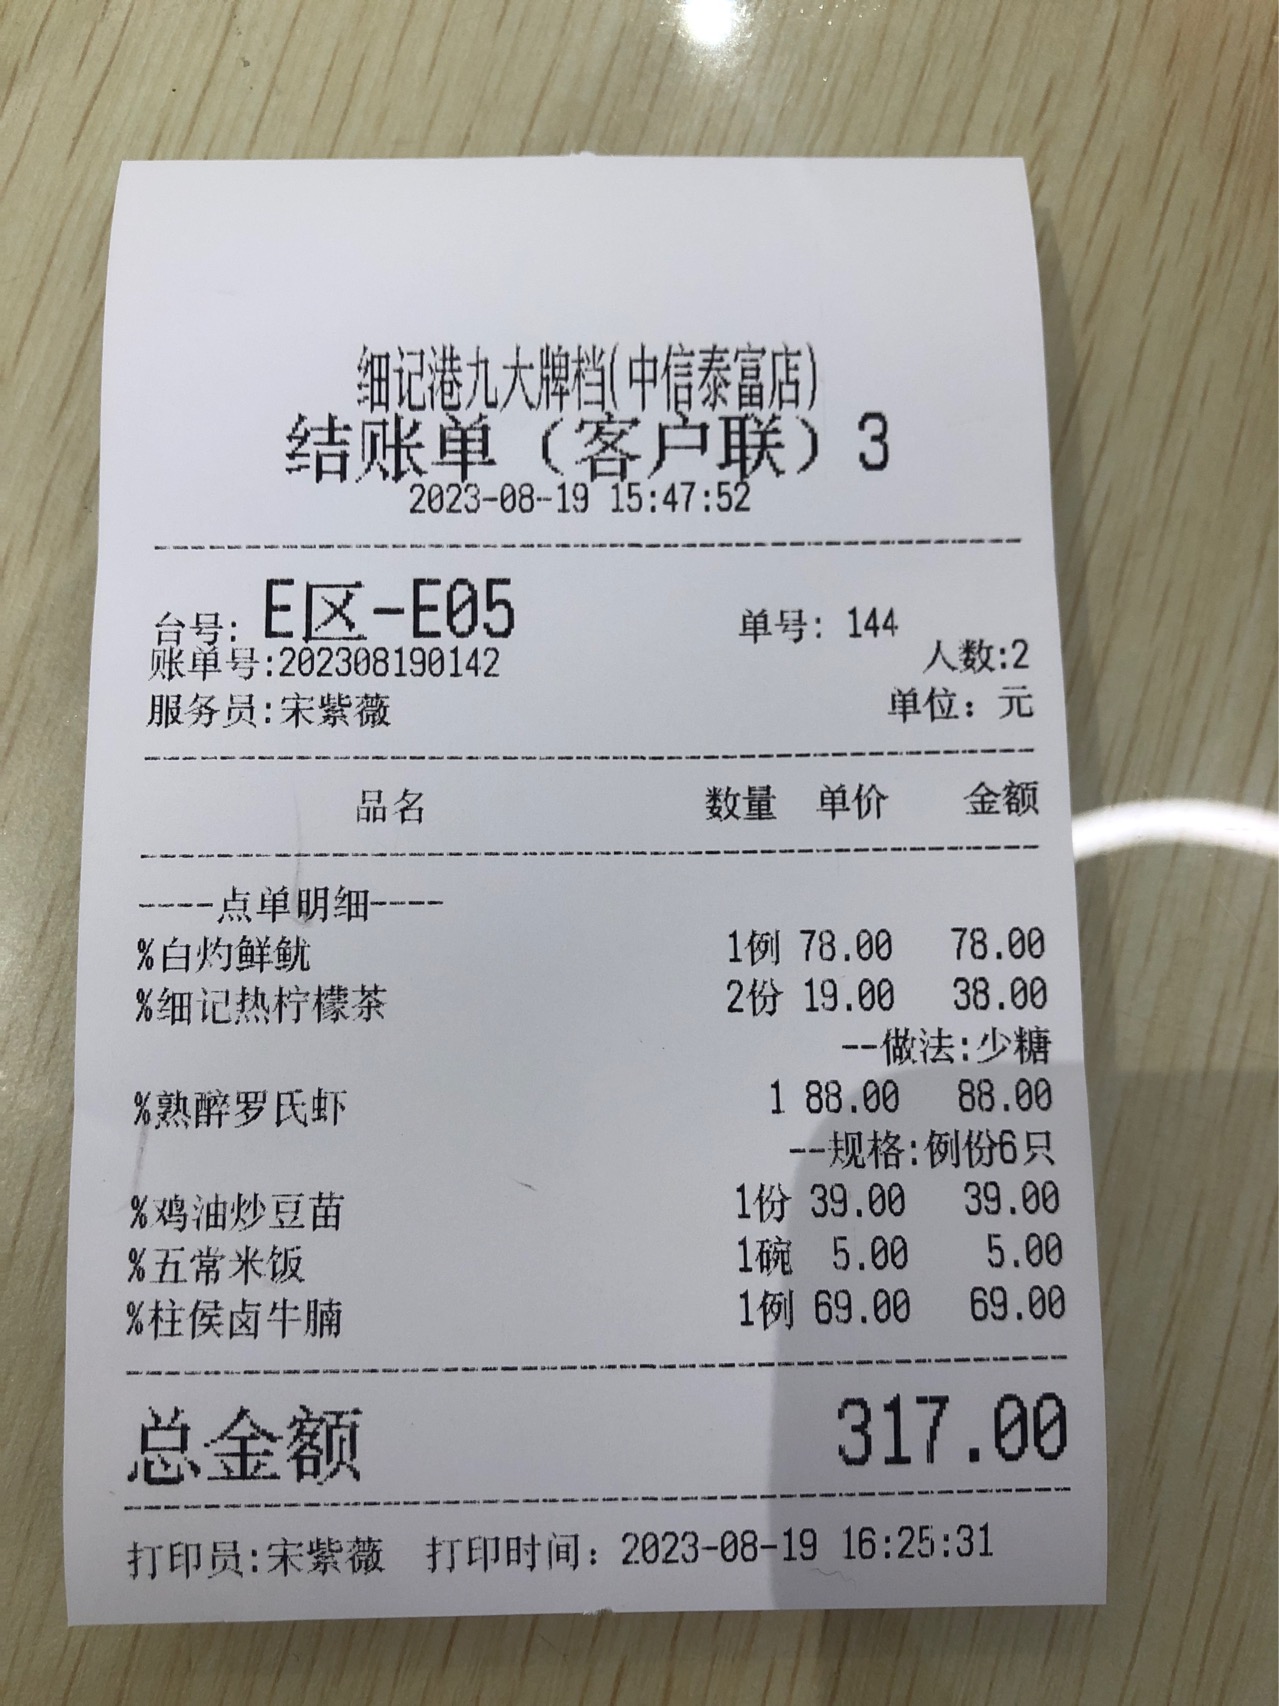 细记港九大牌档(中信泰富店)
结账单（客户联）3
2023-08-19 15:47:52
台号: E区-E05 单号: 144
账单号:202308190142 人数:2
服务员:宋紫薇 单位：元
品名 数量 单价 金额
----点单明细----
%白灼鲜鱿 1例 78.00 78.00
%细记热柠檬茶 2份 19.00 38.00
--做法:少糖
%熟醉罗氏虾 1 88.00 88.00
--规格:例份6只
%鸡油炒豆苗 1份 39.00 39.00
%五常米饭 1碗 5.00 5.00
%柱侯卤牛腩 1例 69.00 69.00
总金额 317.00
打印员:宋紫薇 打印时间：2023-08-19 16:25:31